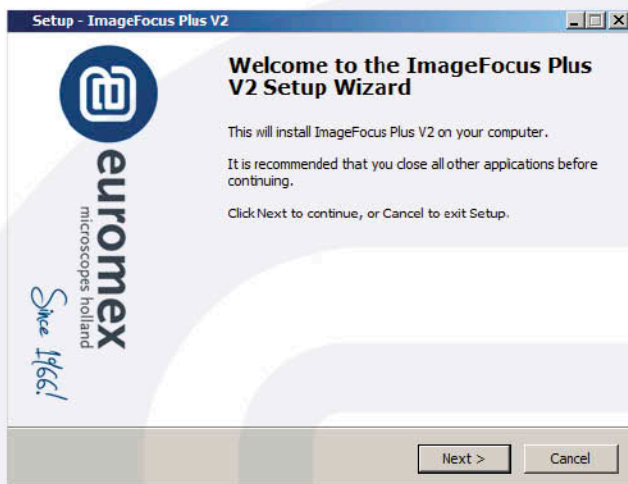 Setup - ImageFocus Plus V2
Welcome to the ImageFocus Plus
V2 Setup Wizard
This will install ImageFocus Plus V2 on your computer.
It is recommended that you close all other applications before
continuing.
Click Next to continue, or Cancel to exit Setup.
euromex
microscopes holland
Since 1966!
Next >
Cancel